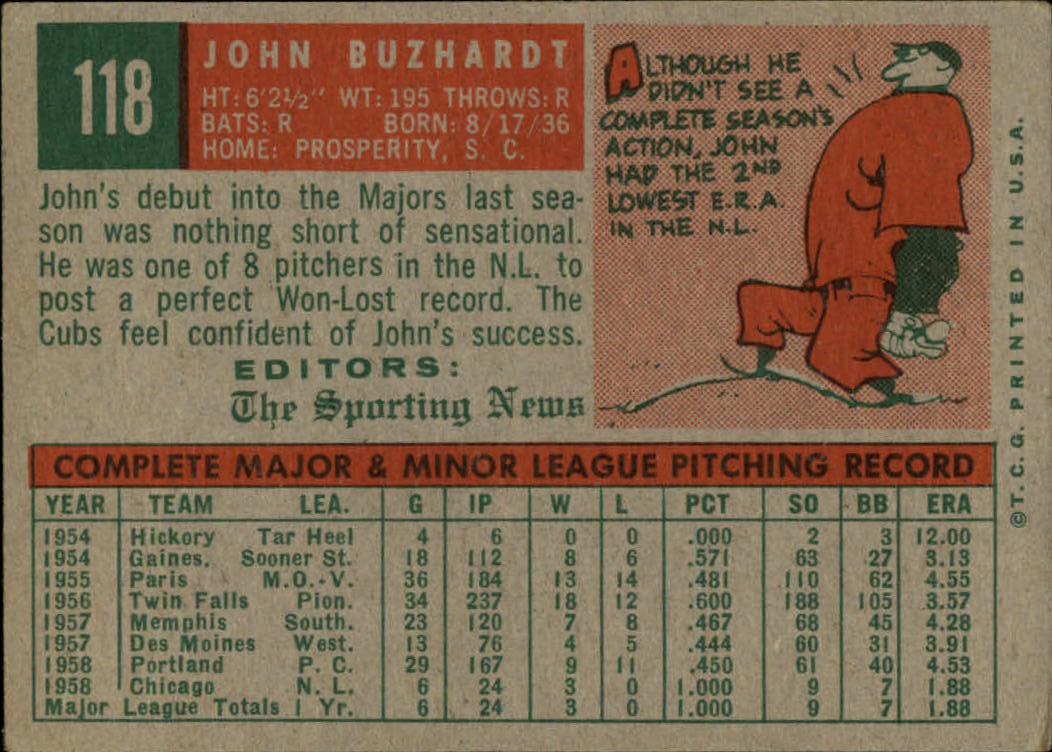 118
JOHN BUZHARDT
HT: 6'2½" WT: 195 THROWS: R
BATS: R BORN: 8/17/36
HOME: PROSPERITY, S. C.
John's debut into the Majors last sea-
son was nothing short of sensational.
He was one of 8 pitchers in the N.L. to
post a perfect Won-Lost record. The
Cubs feel confident of John's success.
EDITORS:
The Sporting News
ALTHOUGH HE
DIDN'T SEE A
COMPLETE SEASON'S
ACTION, JOHN
HAD THE 2ND
LOWEST E.R.A.
IN THE N.L.
COMPLETE MAJOR & MINOR LEAGUE PITCHING RECORD
YEAR TEAM LEA. G IP W L PCT SO BB ERA
1954 Hickory Tar Heel 4 6 0 0 .000 2 3 12.00
1954 Gaines. Sooner St. 18 112 8 6 .571 63 27 3.13
1955 Paris M.O.-V. 36 184 13 14 .481 110 62 4.55
1956 Twin Falls Pion. 34 237 18 12 .600 188 105 3.57
1957 Memphis South. 23 120 7 8 .467 68 45 4.28
1957 Des Moines West. 13 76 4 5 .444 60 31 3.91
1958 Portland P. C. 29 167 9 11 .450 61 40 4.53
1958 Chicago N. L. 6 24 3 0 1.000 9 7 1.88
Major League Totals 1 Yr. 6 24 3 0 1.000 9 7 1.88
©T.C.G. PRINTED IN U.S.A.